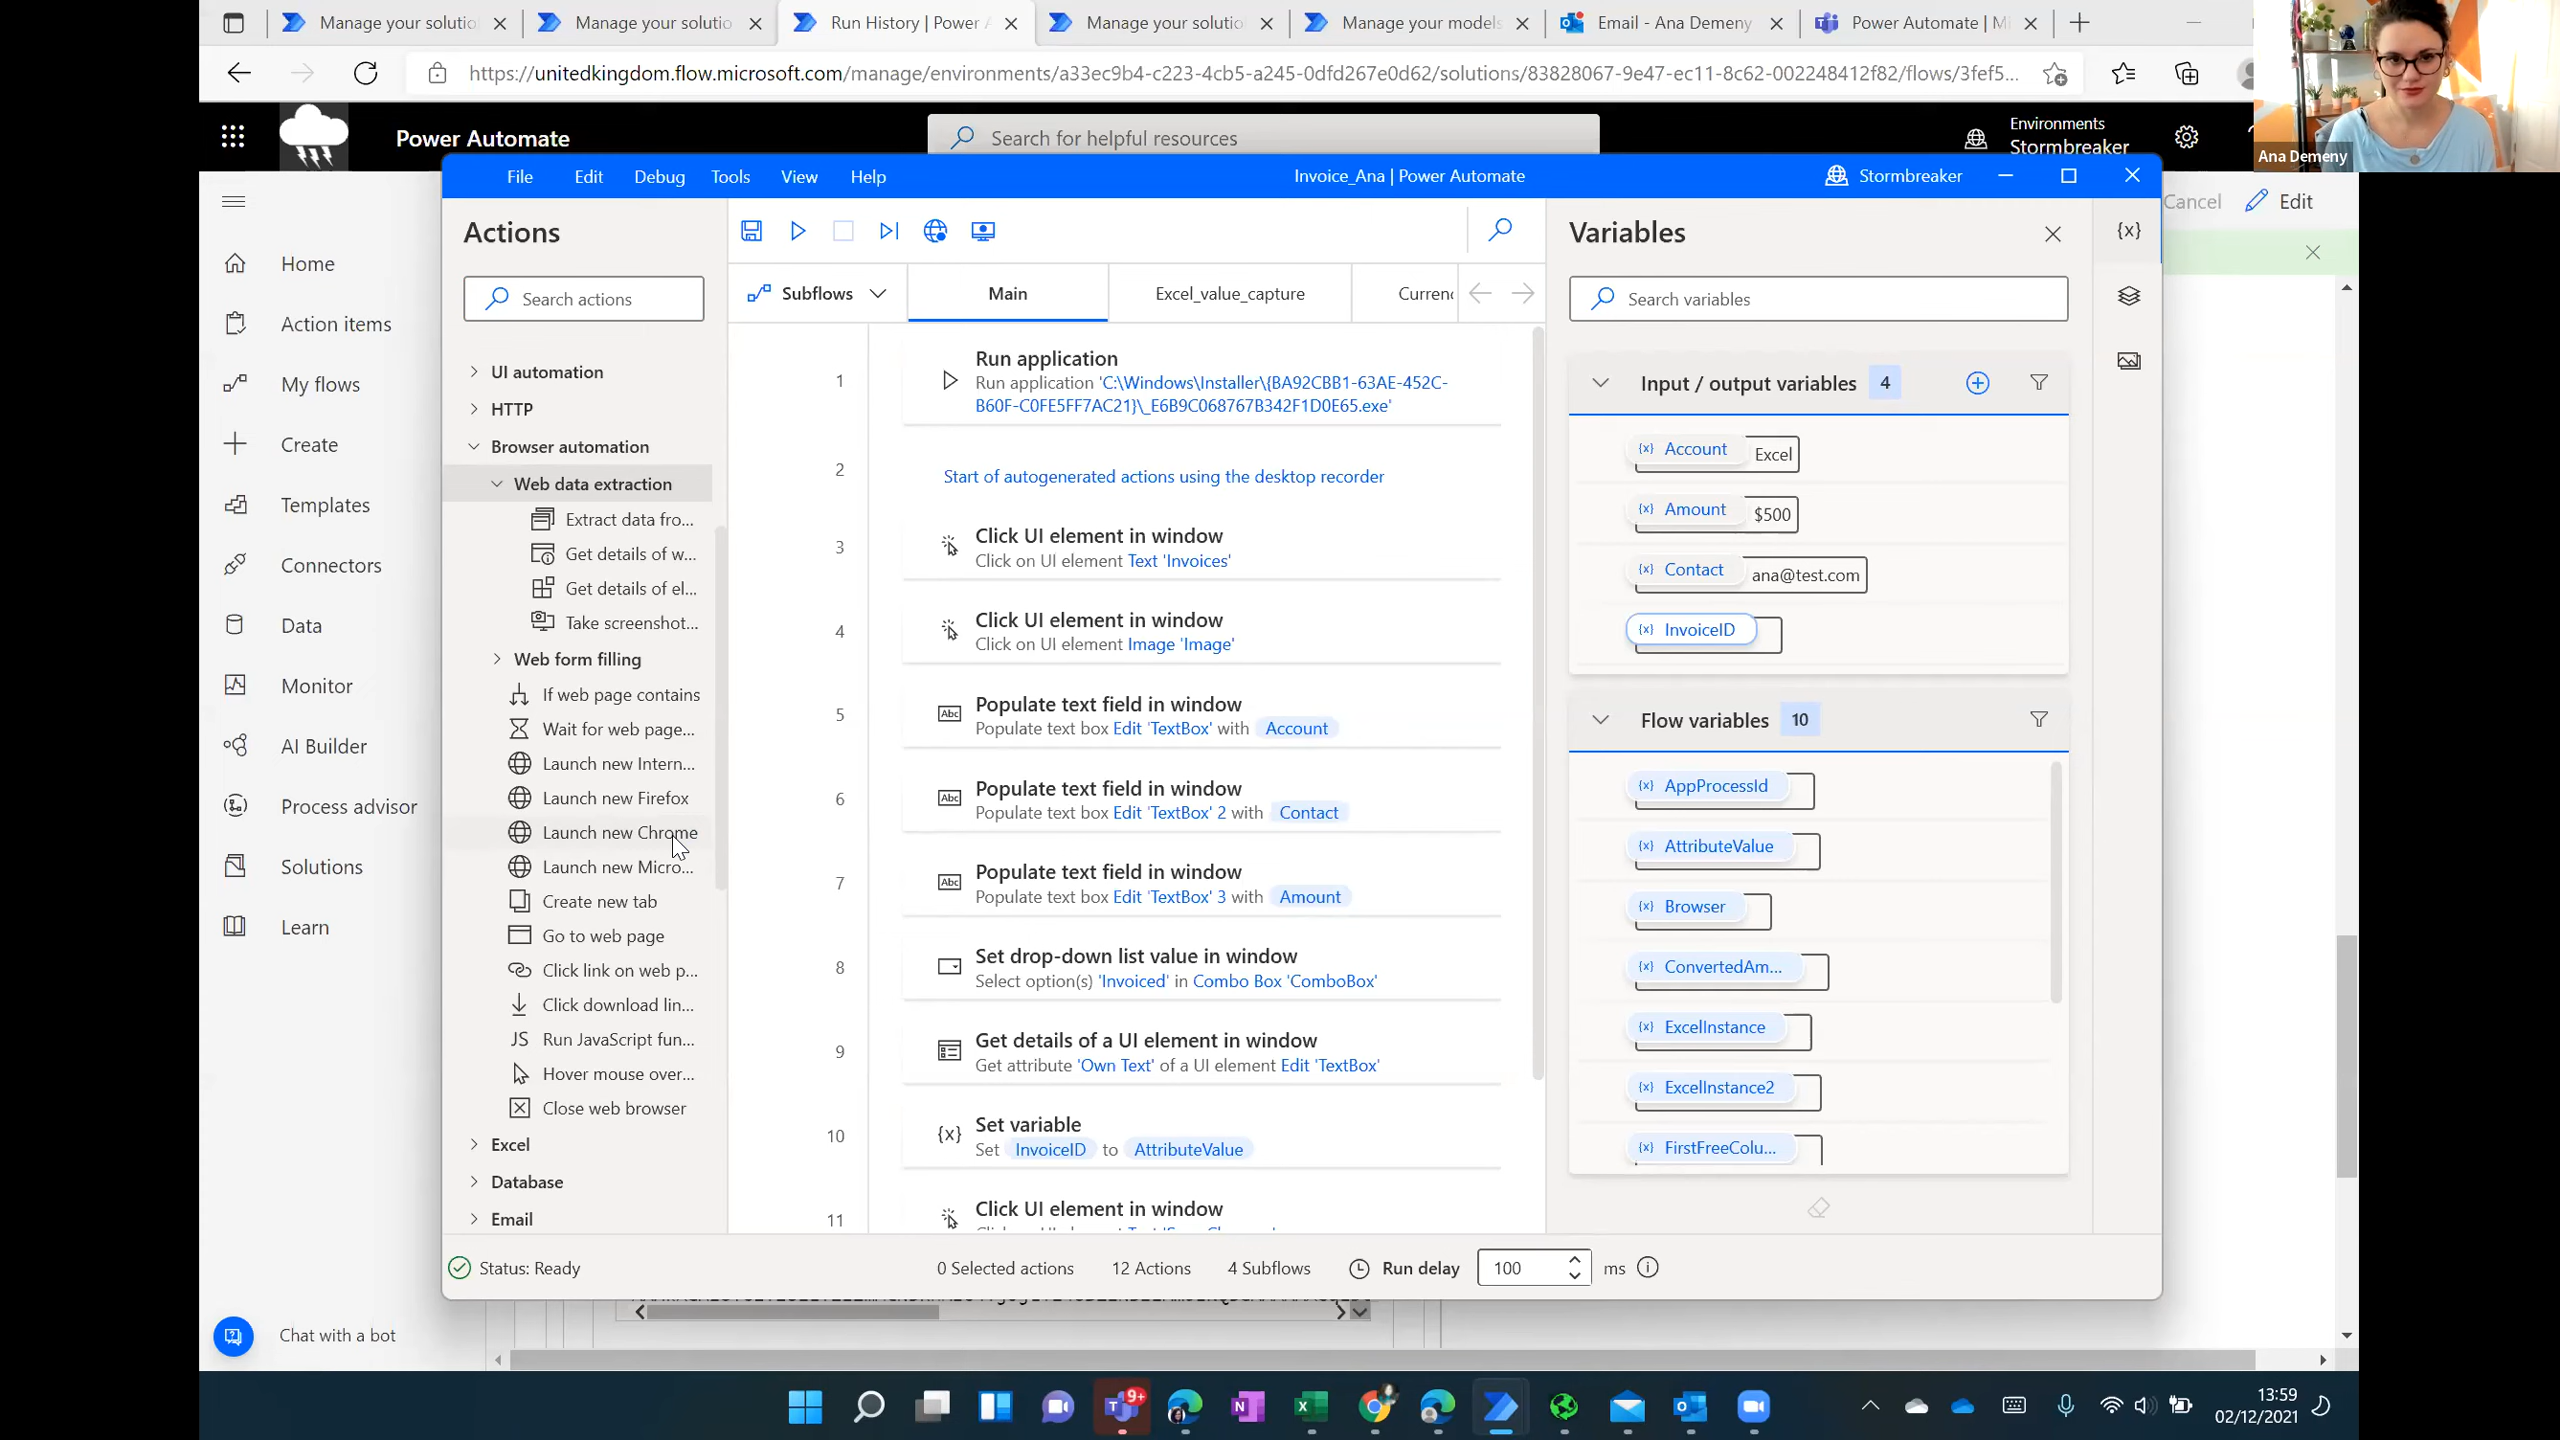 Manage your solutio
Manage your solutio
Run History | Power A
Manage your solutio
Manage your models
Email - Ana Demeny
Power Automate | Mi
https://unitedkingdom.flow.microsoft.com/manage/environments/a33ec9b4-c223-4cb5-a245-0dfd267e0d62/solutions/83828067-9e47-ec11-8c62-002248412f82/flows/3fef5...
Ana Demeny
Power Automate
Search for helpful resources
Environments
Stormbreaker
Cancel
Edit
Home
Action items
My flows
Create
Templates
Connectors
Data
Monitor
AI Builder
Process advisor
Solutions
Learn
Chat with a bot
File Edit Debug Tools View Help
Invoice_Ana | Power Automate
Stormbreaker
Actions
Search actions
UI automation
HTTP
Browser automation
Web data extraction
Extract data fro...
Get details of w...
Get details of el...
Take screenshot...
Web form filling
If web page contains
Wait for web page...
Launch new Intern...
Launch new Firefox
Launch new Chrome
Launch new Micro...
Create new tab
Go to web page
Click link on web p...
Click download lin...
JS Run JavaScript fun...
Hover mouse over...
Close web browser
Excel
Database
Email
Subflows
Main
Excel_value_capture
Currenc
1
Run application
Run application 'C:\Windows\Installer\{BA92CBB1-63AE-452C-
B60F-C0FE5FF7AC21}\_E6B9C068767B342F1D0E65.exe'
2
Start of autogenerated actions using the desktop recorder
3
Click UI element in window
Click on UI element Text 'Invoices'
4
Click UI element in window
Click on UI element Image 'Image'
5
Populate text field in window
Populate text box Edit 'TextBox' with Account
6
Populate text field in window
Populate text box Edit 'TextBox' 2 with Contact
7
Populate text field in window
Populate text box Edit 'TextBox' 3 with Amount
8
Set drop-down list value in window
Select option(s) 'Invoiced' in Combo Box 'ComboBox'
9
Get details of a UI element in window
Get attribute 'Own Text' of a UI element Edit 'TextBox'
10
{x} Set variable
Set InvoiceID to AttributeValue
11
Click UI element in window
Variables
{x}
Search variables
Input / output variables 4
{x} Account Excel
{x} Amount $500
{x} Contact ana@test.com
{x} InvoiceID
Flow variables 10
{x} AppProcessId
{x} AttributeValue
{x} Browser
{x} ConvertedAm...
{x} ExcelInstance
{x} ExcelInstance2
{x} FirstFreeColu...
Status: Ready
0 Selected actions
12 Actions
4 Subflows
Run delay
100
ms
9+
13:59
02/12/2021